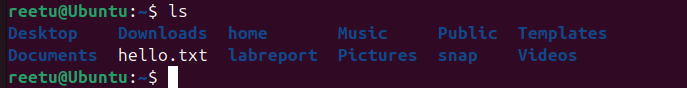 reetu@Ubuntu:~$ ls
Desktop Downloads home Music Public Templates
Documents hello.txt labreport Pictures snap Videos
reetu@Ubuntu:~$